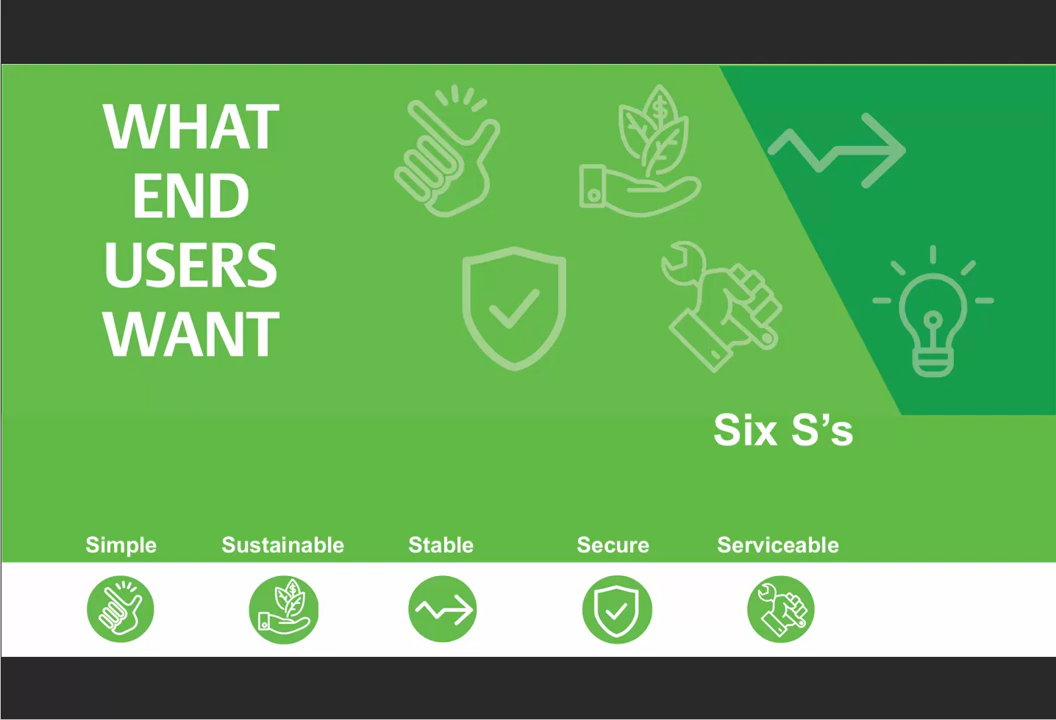 WHAT
END
USERS
WANT
Six S’s
Simple Sustainable Stable Secure Serviceable